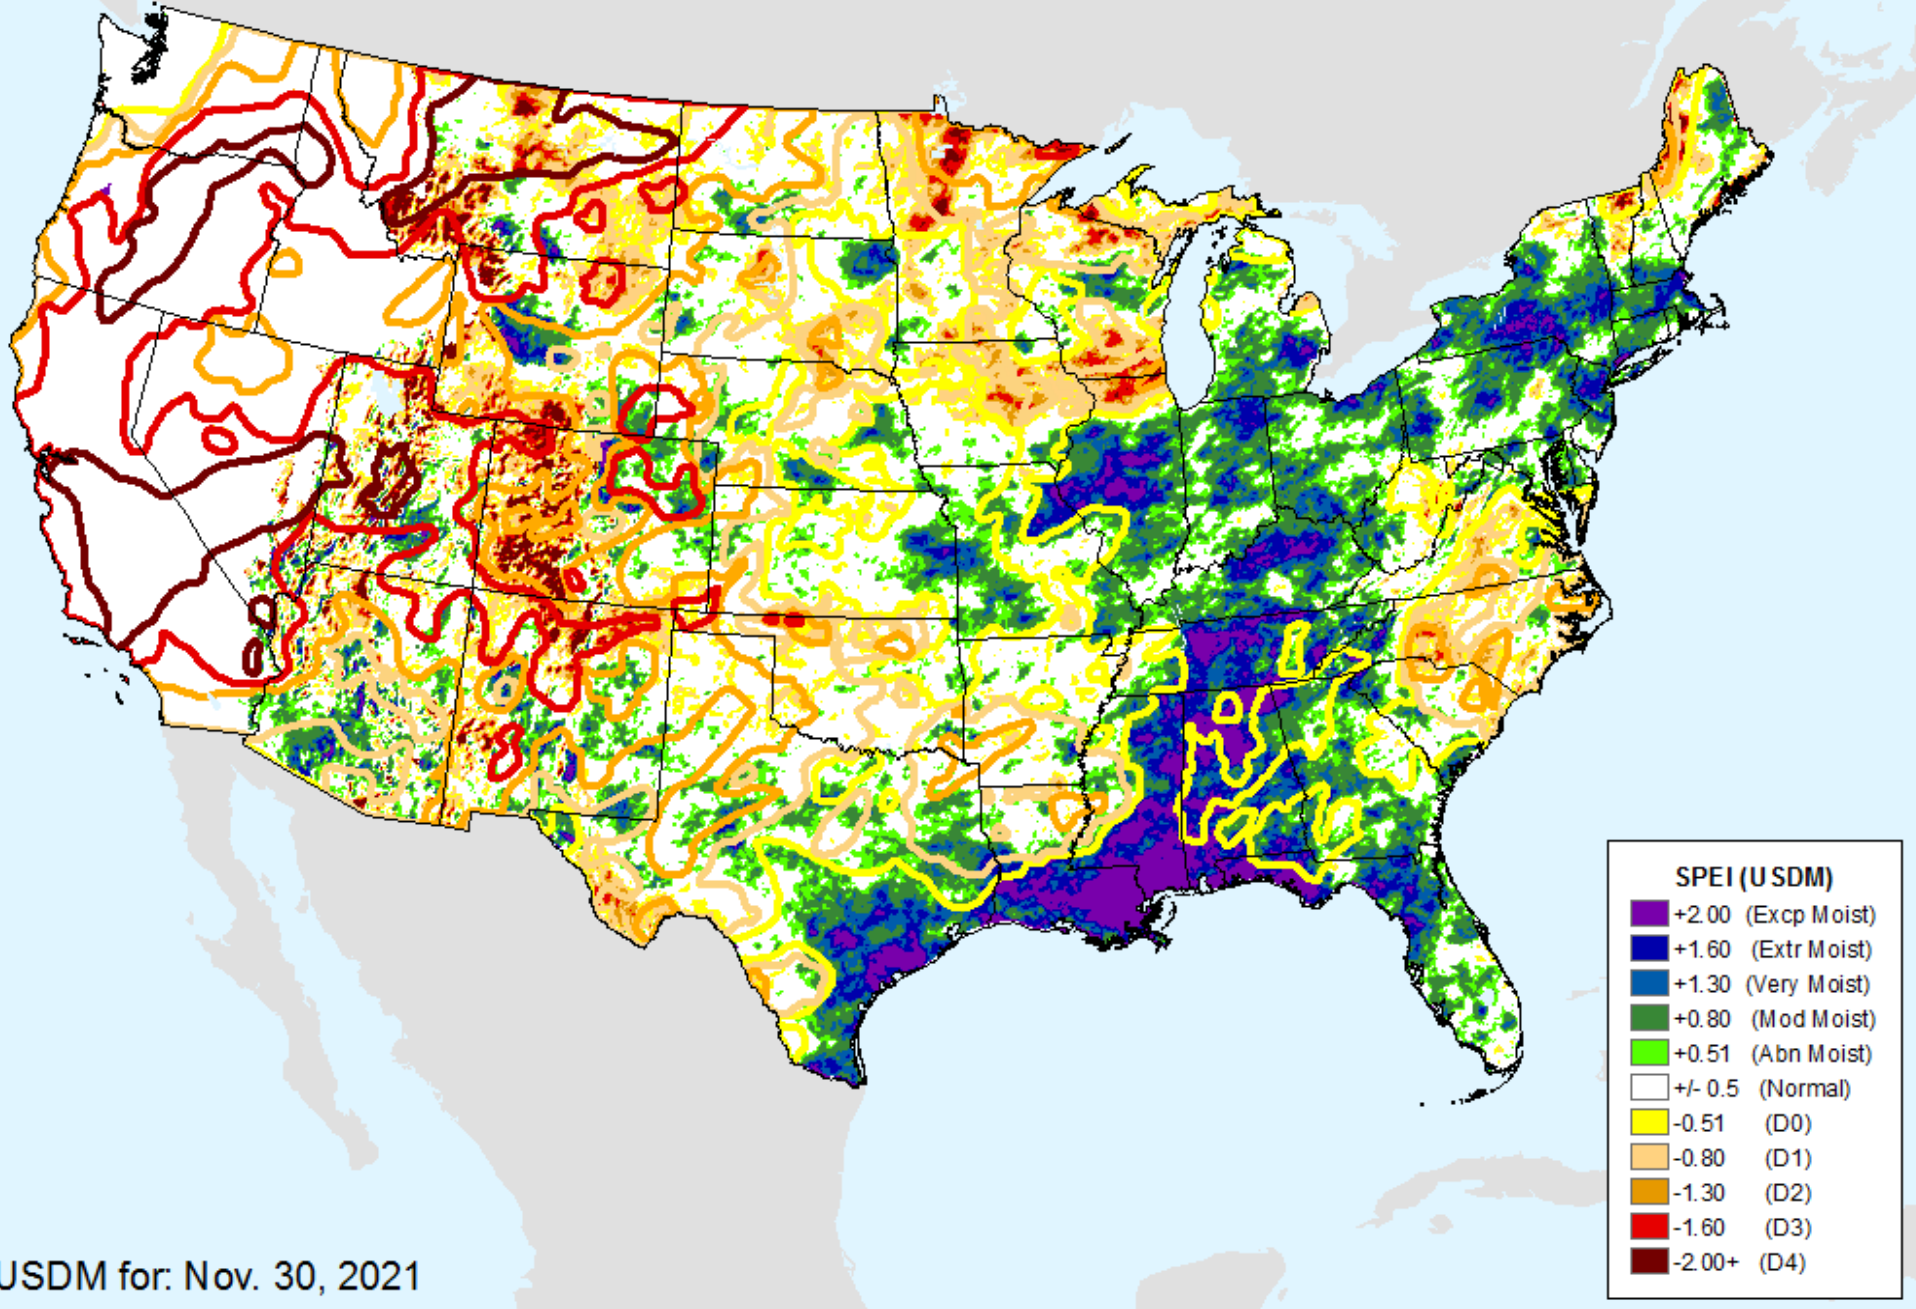 SPEI (USDM)
+2.00 (Excp Moist)
+1.60 (Extr Moist)
+1.30 (Very Moist)
+0.80 (Mod Moist)
+0.51 (Abn Moist)
+/- 0.5 (Normal)
-0.51 (D0)
-0.80 (D1)
-1.30 (D2)
-1.60 (D3)
-2.00+ (D4)
USDM for: Nov. 30, 2021